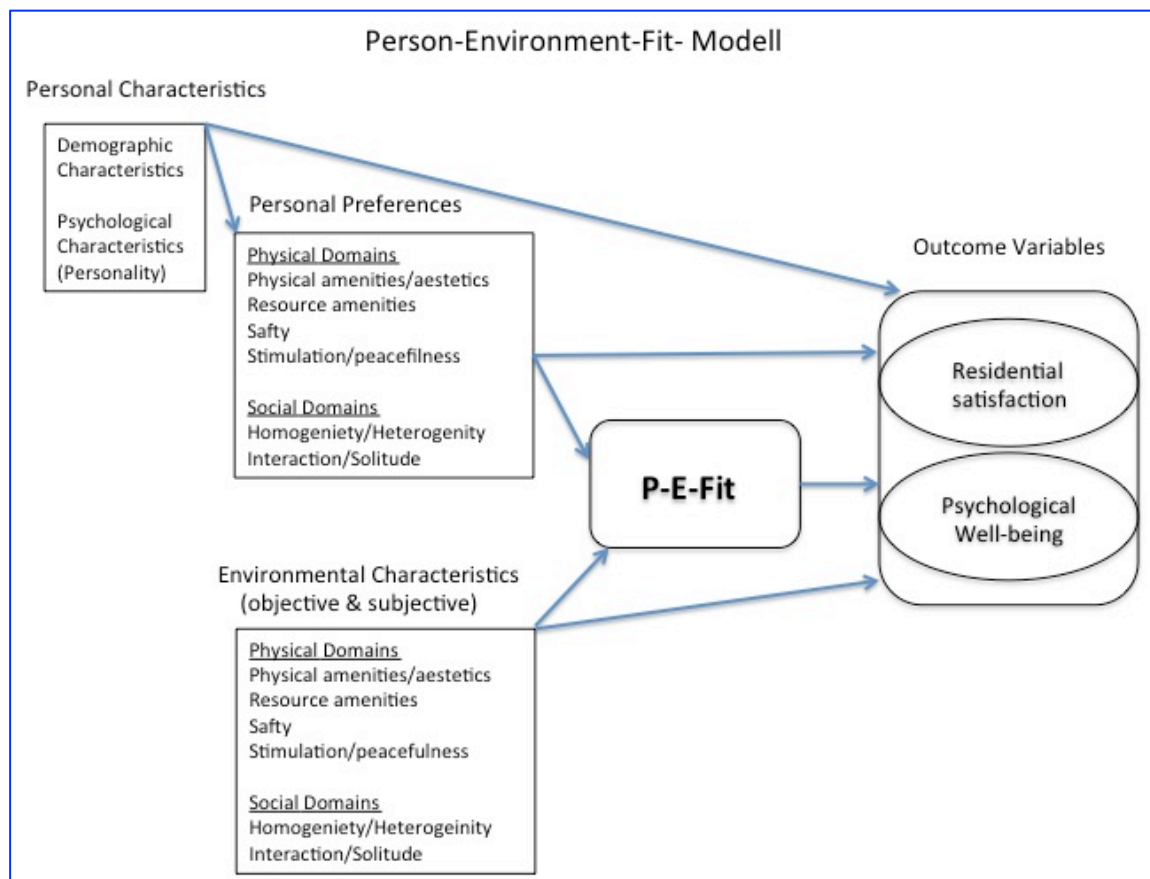 Person-Environment-Fit- Modell
Personal Characteristics
Demographic
Characteristics
Psychological
Characteristics
(Personality)
Personal Preferences
Physical Domains
Physical amenities/aestetics
Resource amenities
Safty
Stimulation/peacefilness
Social Domains
Homogeniety/Heterogenity
Interaction/Solitude
Outcome Variables
Residential
satisfaction
Psychological
Well-being
P-E-Fit
Environmental Characteristics
(objective & subjective)
Physical Domains
Physical amenities/aestetics
Resource amenities
Safty
Stimulation/peacefulness
Social Domains
Homogeniety/Heterogeinity
Interaction/Solitude